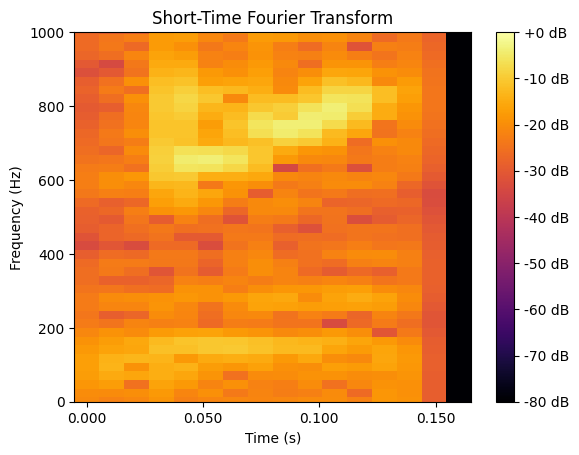 Short-Time Fourier Transform
1000
800
600
400
200
0
Frequency (Hz)
0.000
0.050
0.100
0.150
Time (s)
+0 dB
-10 dB
-20 dB
-30 dB
-40 dB
-50 dB
-60 dB
-70 dB
-80 dB